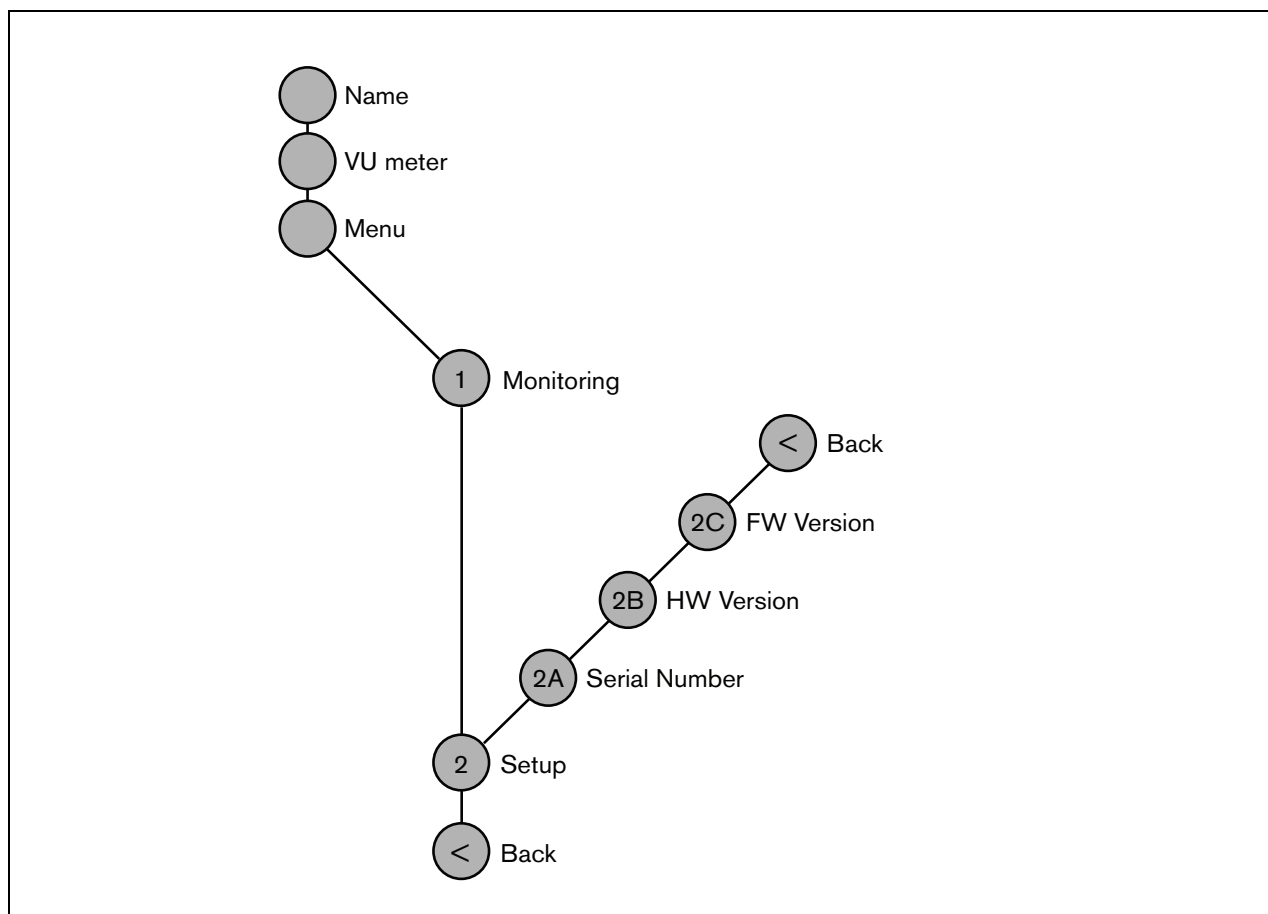 Name
VU meter
Menu
1 Monitoring
< Back
2C FW Version
2B HW Version
2A Serial Number
2 Setup
< Back